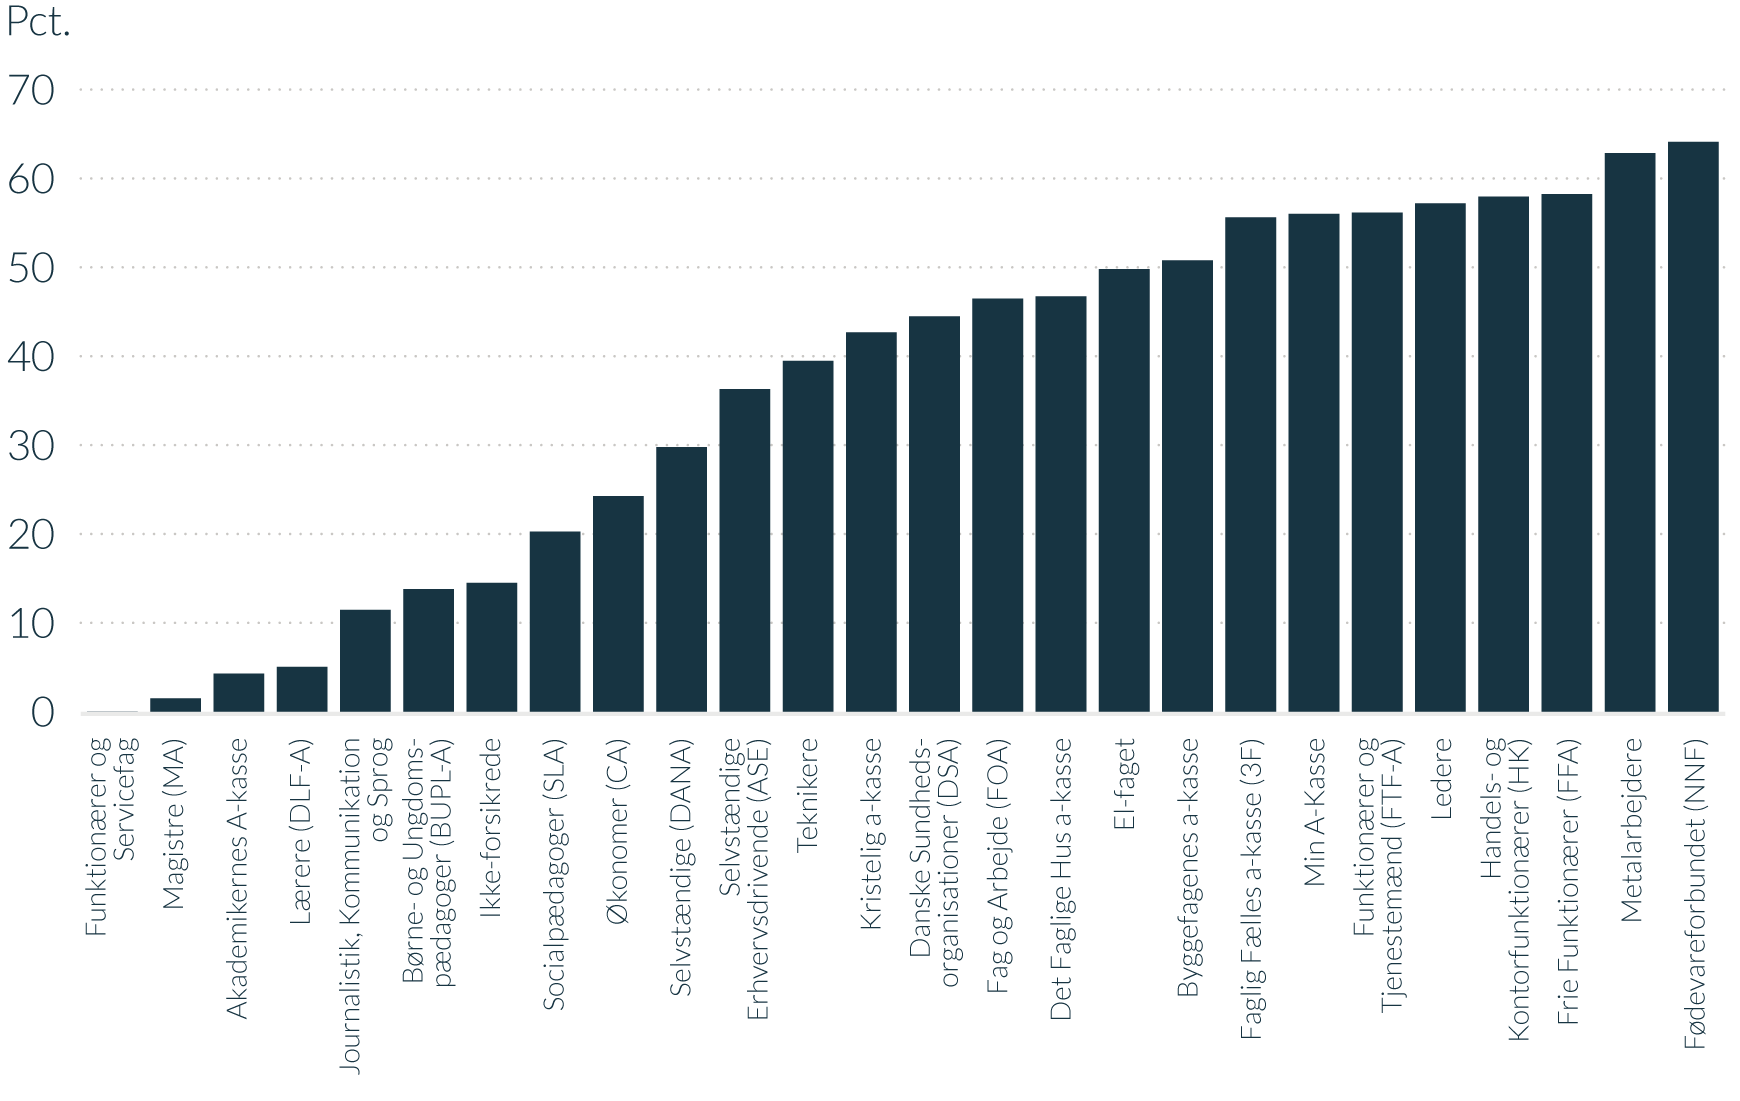 Pct.
70
60
50
40
30
20
10
0
Funktionærer og
Servicefag
Magistre (MA)
Akademikernes A-kasse
Lærere (DLF-A)
Journalistik, Kommunikation
og Sprog
Børne- og Ungdoms-
pædagoger (BUPL-A)
Ikke-forsikrede
Socialpædagoger (SLA)
Økonomer (CA)
Selvstændige (DANA)
Selvstændige
Erhvervsdrivende (ASE)
Teknikere
Kristelig a-kasse
Danske Sundheds-
organisationer (DSA)
Fag og Arbejde (FOA)
Det Faglige Hus a-kasse
El-faget
Byggefagenes a-kasse
Faglig Fælles a-kasse (3F)
Min A-Kasse
Funktionærer og
Tjenestemænd (FTF-A)
Ledere
Handels- og
Kontorfunktionærer (HK)
Frie Funktionærer (FFA)
Metalarbejdere
Fødevareforbundet (NNF)